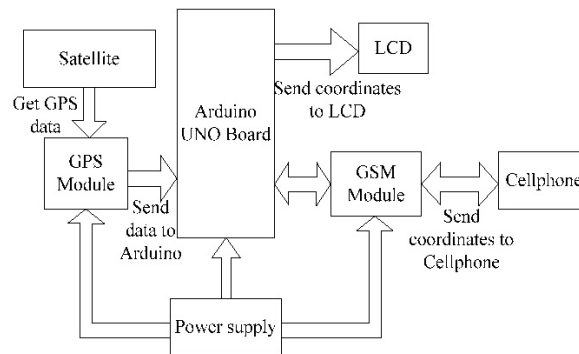 Satellite
Get GPS
data
GPS
Module
Send
data to
Arduino
Arduino
UNO Board
LCD
Send coordinates
to LCD
GSM
Module
Cellphone
Send
coordinates to
Cellphone
Power supply